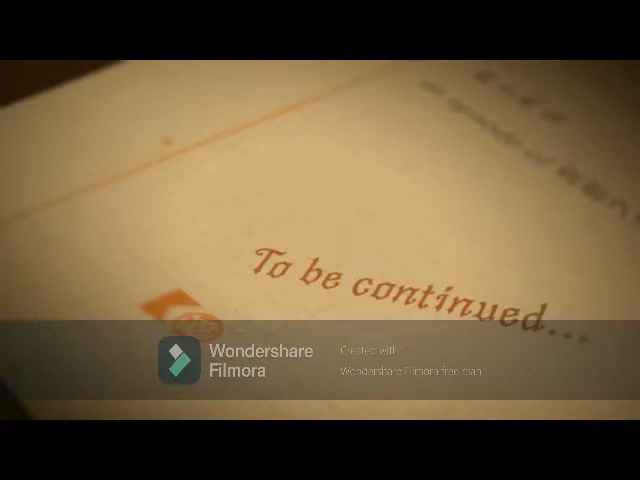 To be continued...
Wondershare
Filmora
Created with
Wondershare Filmora free plan